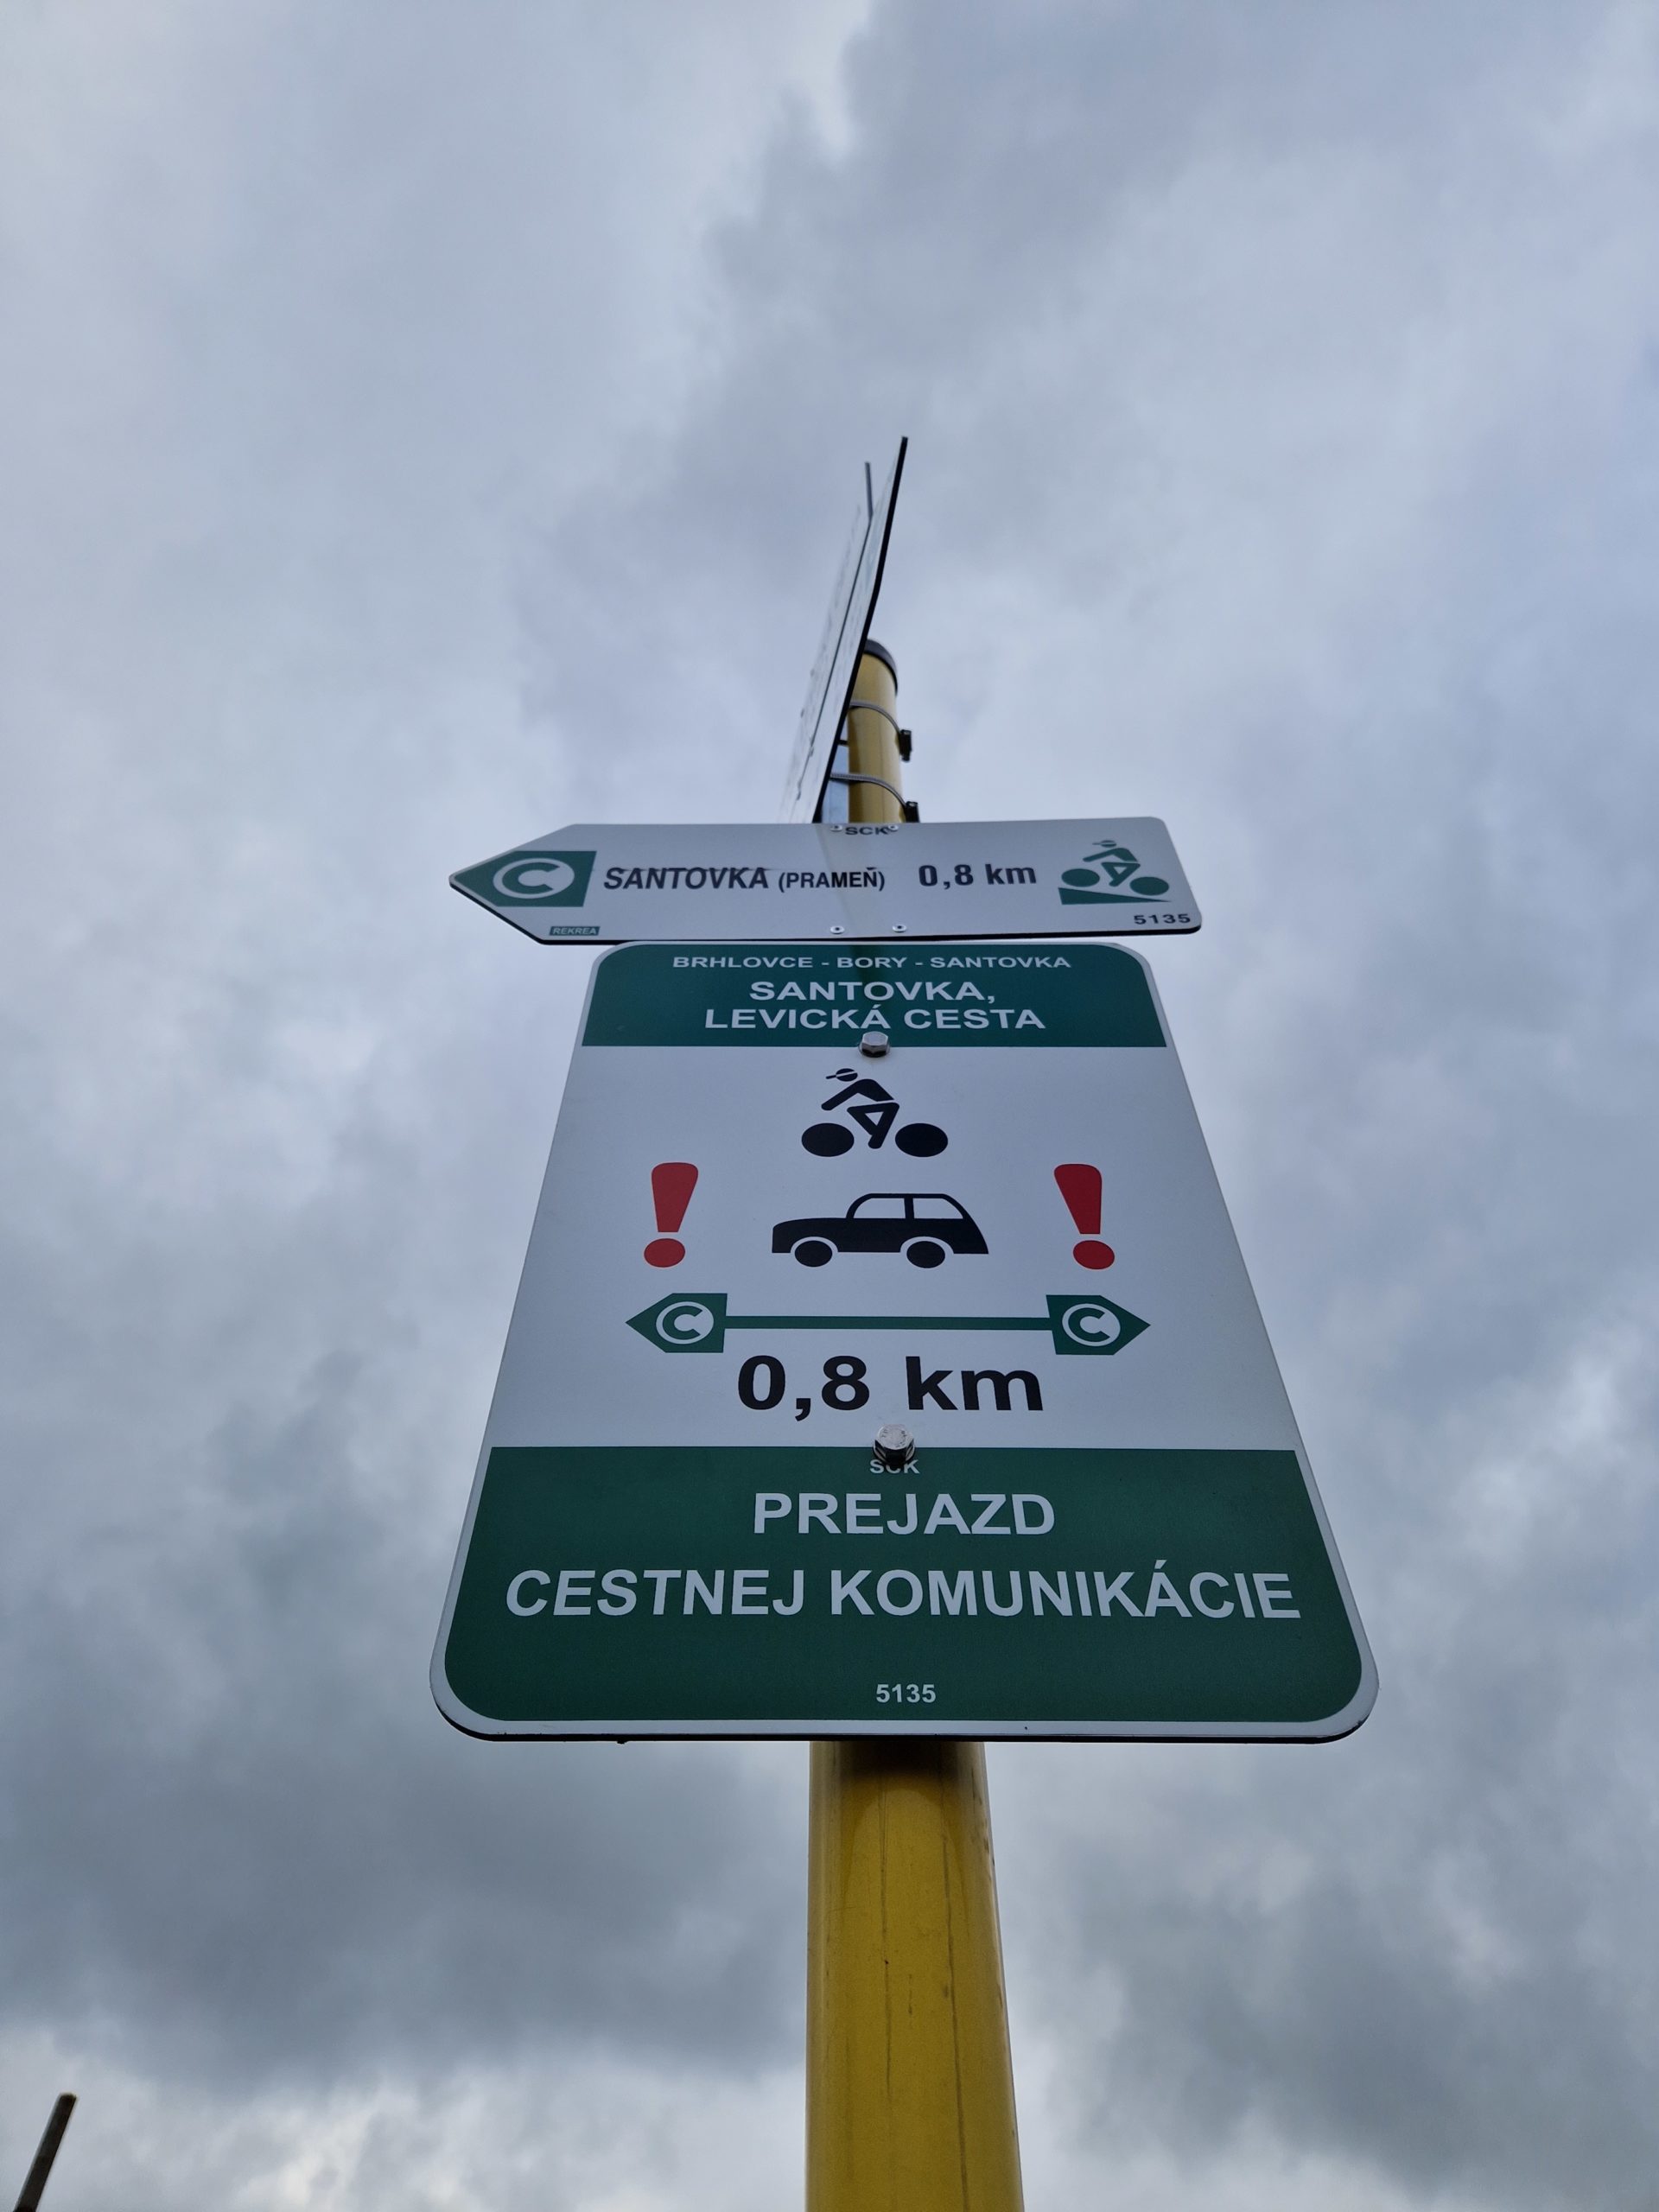 SCK
C SANTOVKA (PRAMEŇ) 0,8 km
REKREA 5135
BRHLOVCE - BORY - SANTOVKA
SANTOVKA,
LEVICKÁ CESTA
! !
C C
0,8 km
SCK
PREJAZD
CESTNEJ KOMUNIKÁCIE
5135